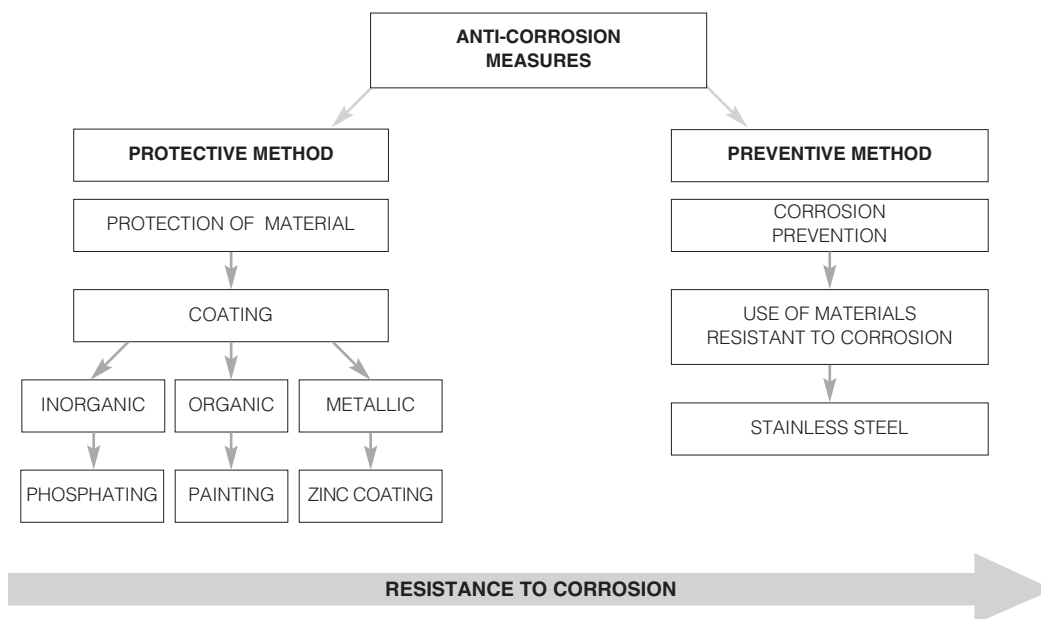 ANTI-CORROSION
MEASURES
PROTECTIVE METHOD
PREVENTIVE METHOD
PROTECTION OF MATERIAL
CORROSION
PREVENTION
COATING
USE OF MATERIALS
RESISTANT TO CORROSION
INORGANIC
ORGANIC
METALLIC
STAINLESS STEEL
PHOSPHATING
PAINTING
ZINC COATING
RESISTANCE TO CORROSION